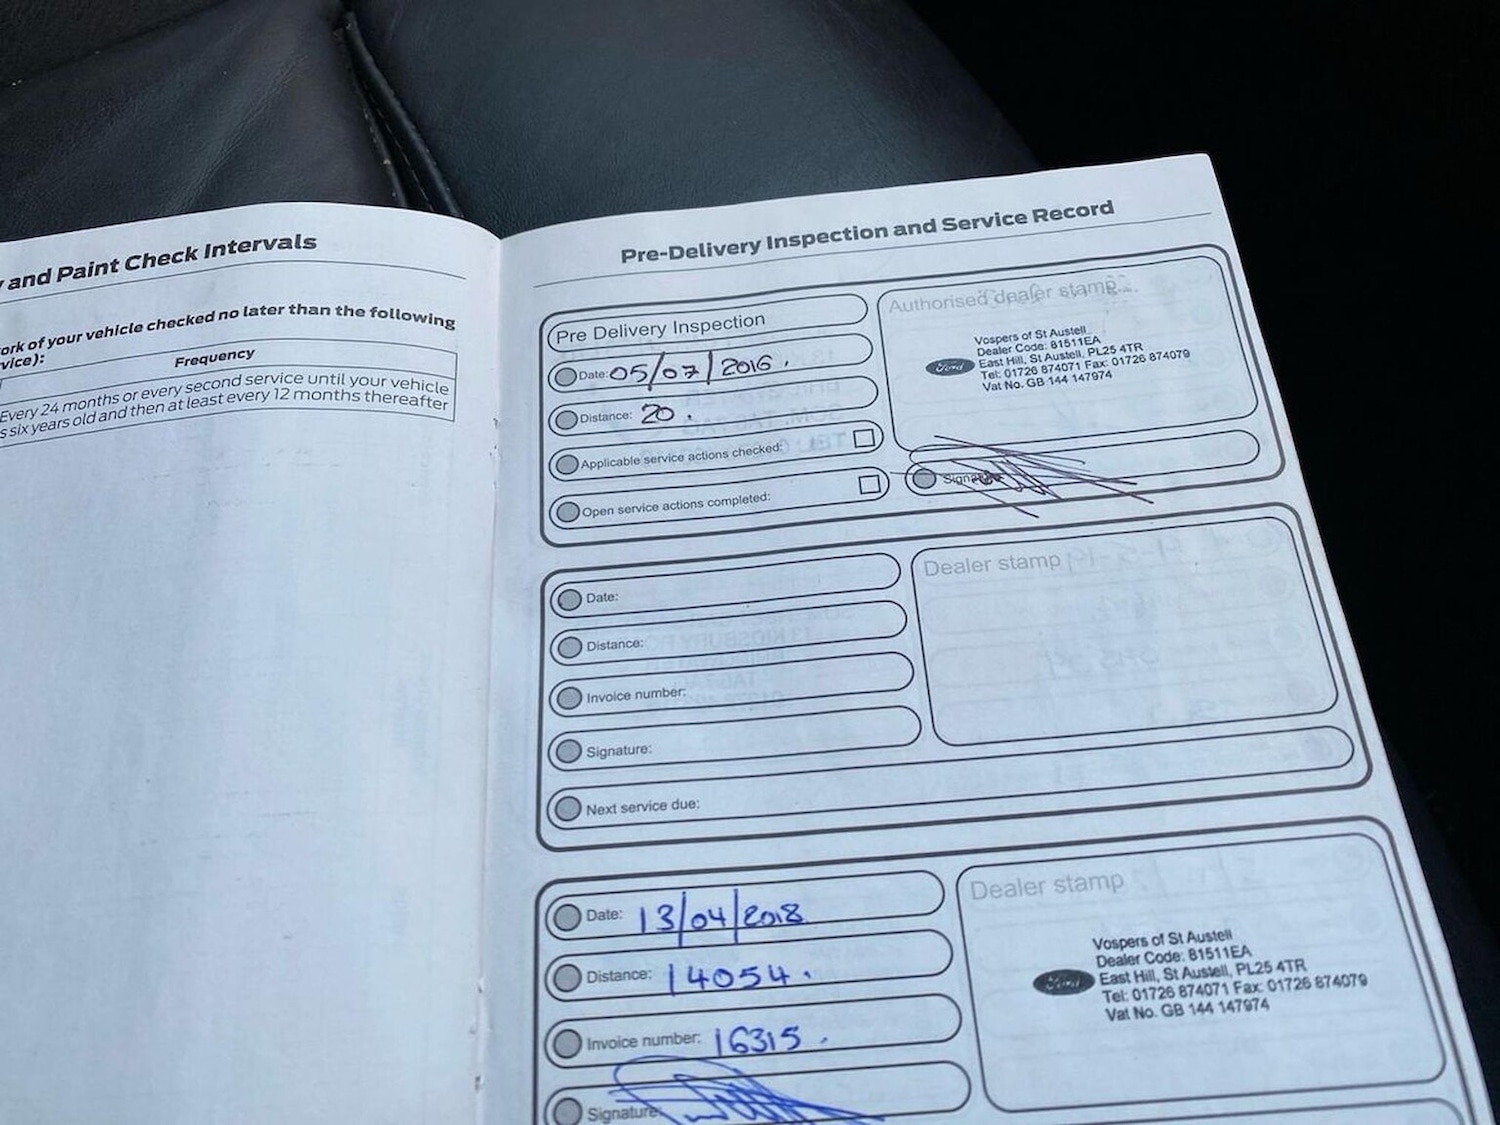 y and Paint Check Intervals
ork of your vehicle checked no later than the following
vice):
Frequency
Every 24 months or every second service until your vehicle
s six years old and then at least every 12 months thereafter
Pre-Delivery Inspection and Service Record
Pre Delivery Inspection
Date: 05/07/2016.
Distance: 20.
Applicable service actions checked:
Open service actions completed:
Authorised dealer stamp
Vospers of St Austell
Dealer Code: 81511EA
Ford
East Hill, St Austell, PL25 4TR
Tel: 01726 874071 Fax: 01726 874079
Vat No. GB 144 147974
Signature
Date:
Distance:
Invoice number:
Signature:
Next service due:
Dealer stamp
Date: 13/04/2018
Distance: 14054.
Invoice number: 16315.
Signature:
Dealer stamp
Vospers of St Austell
Dealer Code: 81511EA
Ford
East Hill, St Austell, PL25 4TR
Tel: 01726 874071 Fax: 01726 874079
Vat No. GB 144 147974